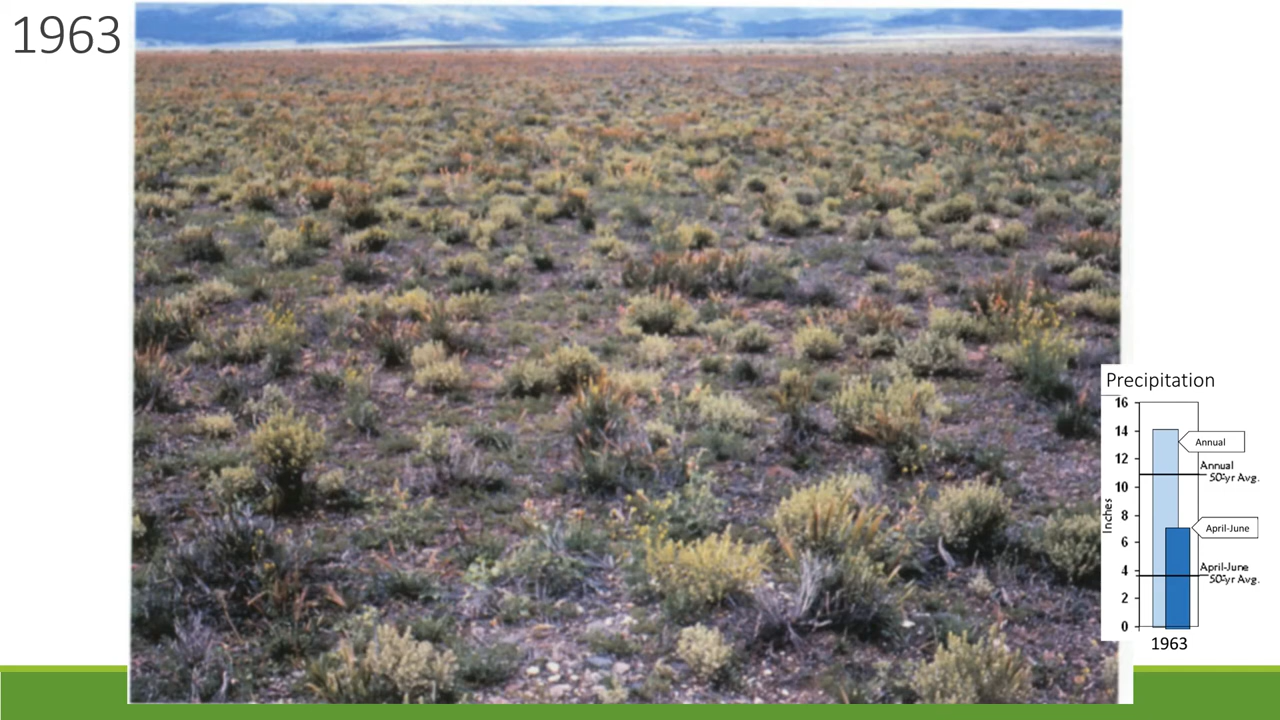 1963
Precipitation
16
14
Annual
12
Annual
50-yr Avg.
10
Inches
8
April-June
6
4
April-June
50-yr Avg.
2
0
1963